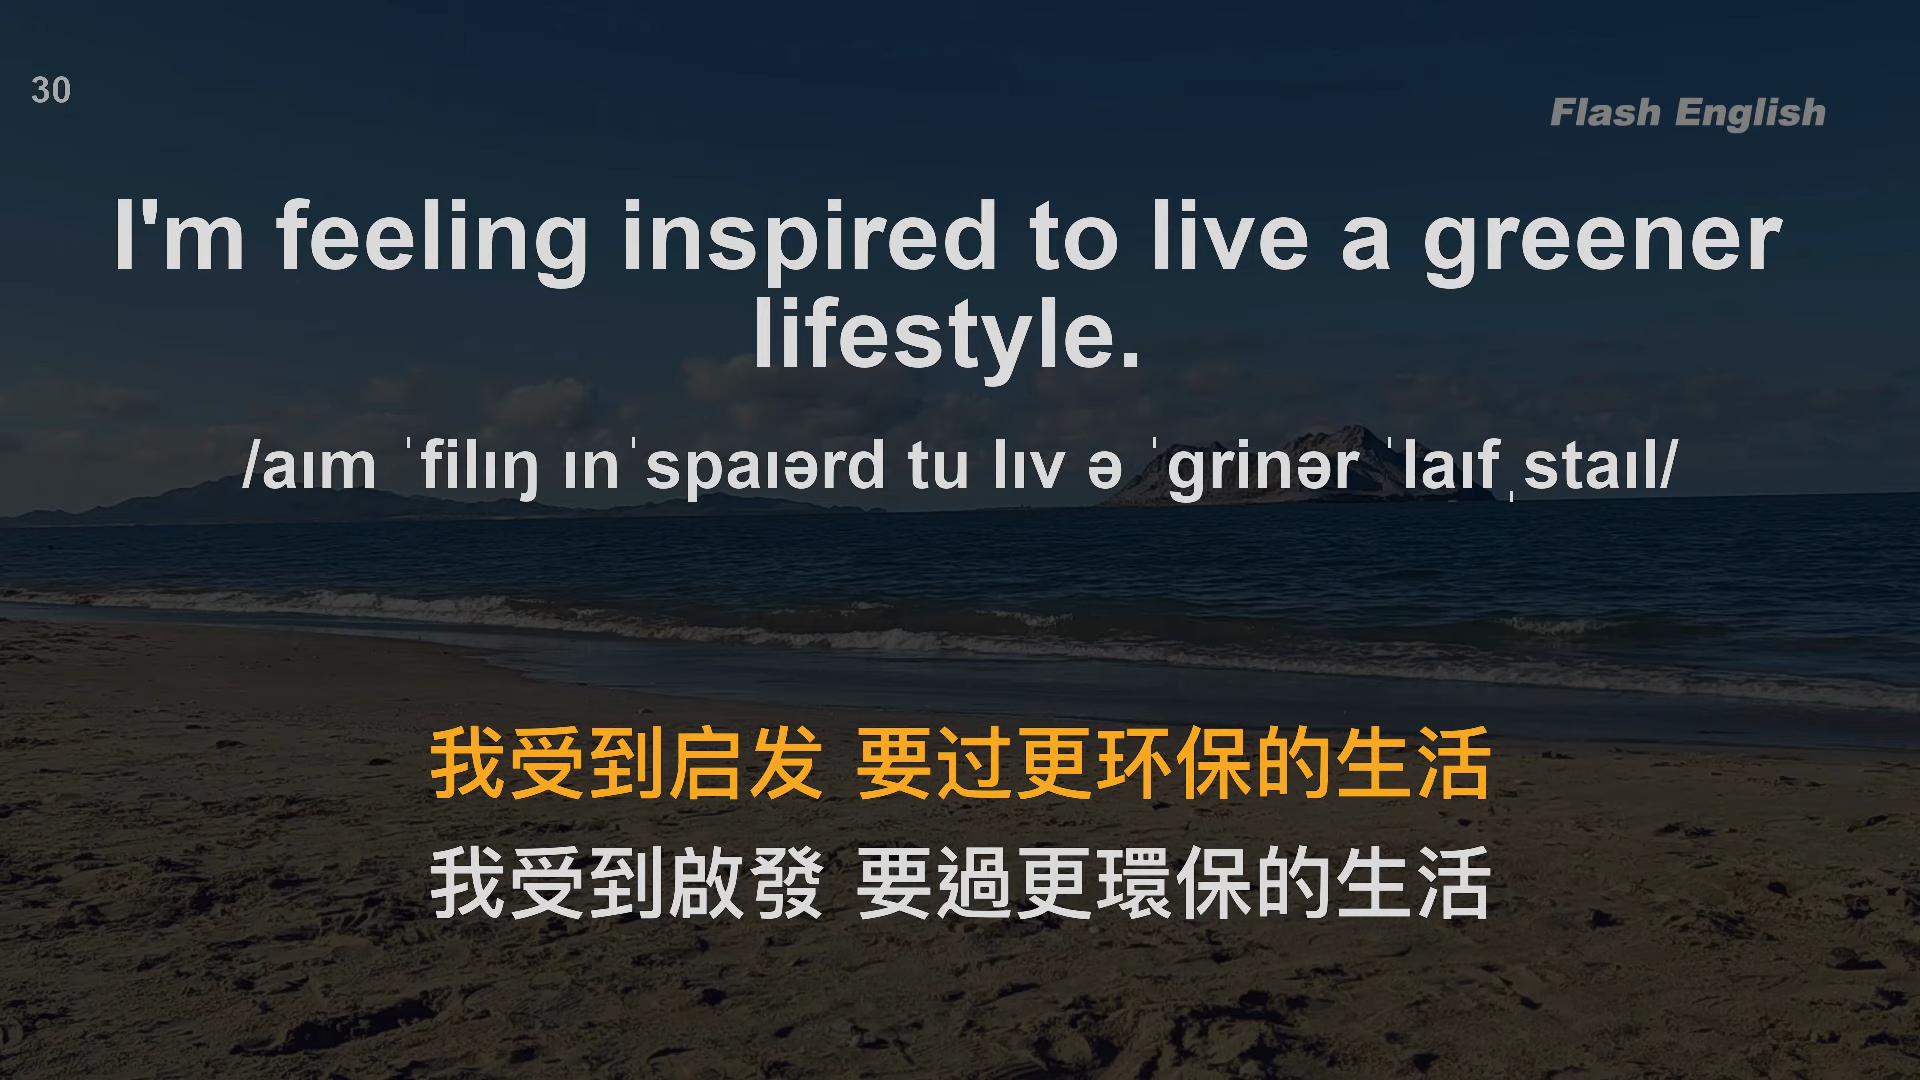 30
Flash English
I'm feeling inspired to live a greener
lifestyle.
/aɪm ˈfilɪŋ ɪnˈspaɪərd tu lɪv ə ˈgrinər ˈlaɪfˌstaɪl/
我受到启发 要过更环保的生活
我受到啟發 要過更環保的生活